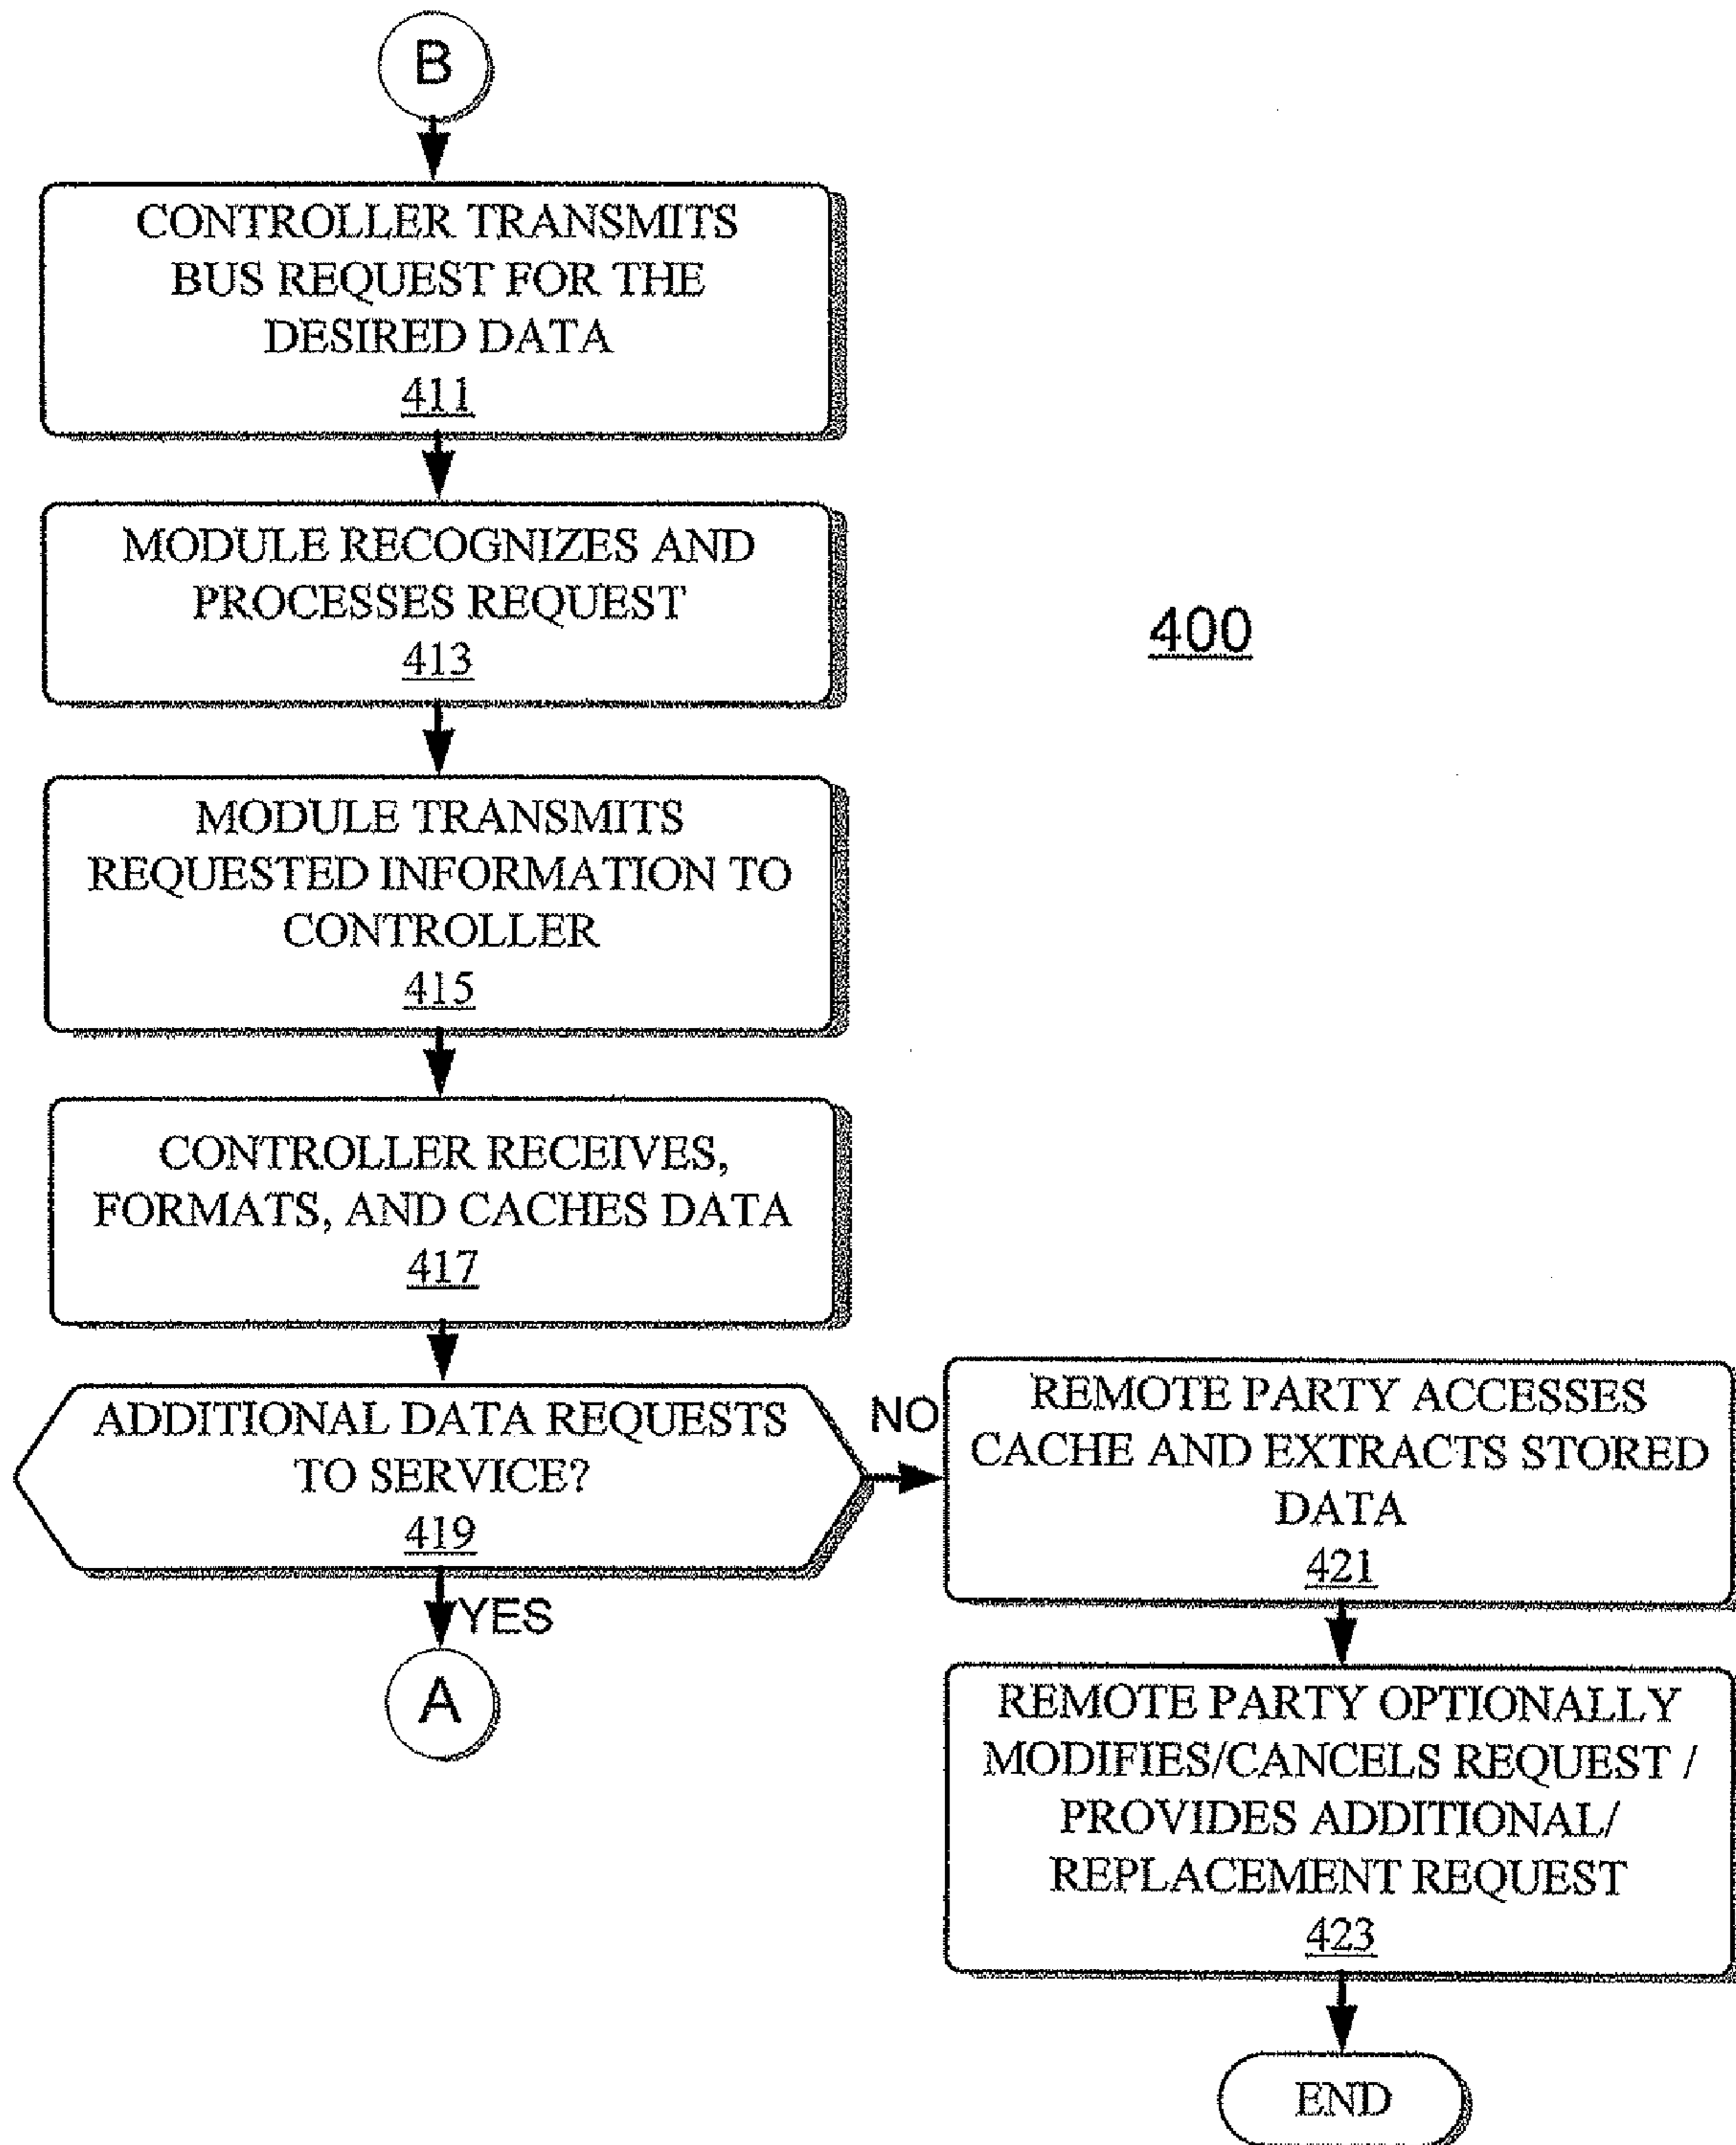 B
CONTROLLER TRANSMITS
BUS REQUEST FOR THE
DESIRED DATA
411
MODULE RECOGNIZES AND
PROCESSES REQUEST
413
400
MODULE TRANSMITS
REQUESTED INFORMATION TO
CONTROLLER
415
CONTROLLER RECEIVES,
FORMATS, AND CACHES DATA
417
ADDITIONAL DATA REQUESTS
TO SERVICE?
419
NO
YES
A
REMOTE PARTY ACCESSES
CACHE AND EXTRACTS STORED
DATA
421
REMOTE PARTY OPTIONALLY
MODIFIES/CANCELS REQUEST /
PROVIDES ADDITIONAL/
REPLACEMENT REQUEST
423
END